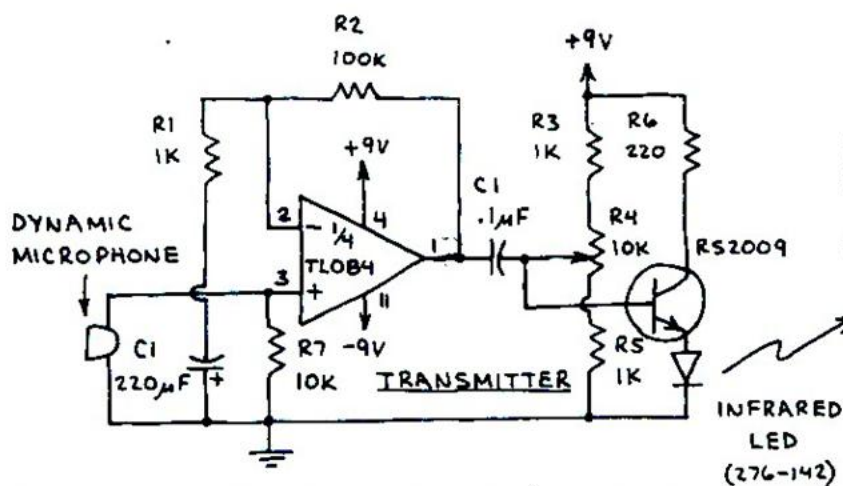 R2
100K
+9V
R1
1K
R3
1K
R6
220
+9V
C1
.1µF
DYNAMIC
MICROPHONE
2
-
1/4
4
TL084
1
R4
10K
RS2009
3
+
11
-9V
C1
220µF
+
R7
10K
TRANSMITTER
R5
1K
INFRARED
LED
(276-142)